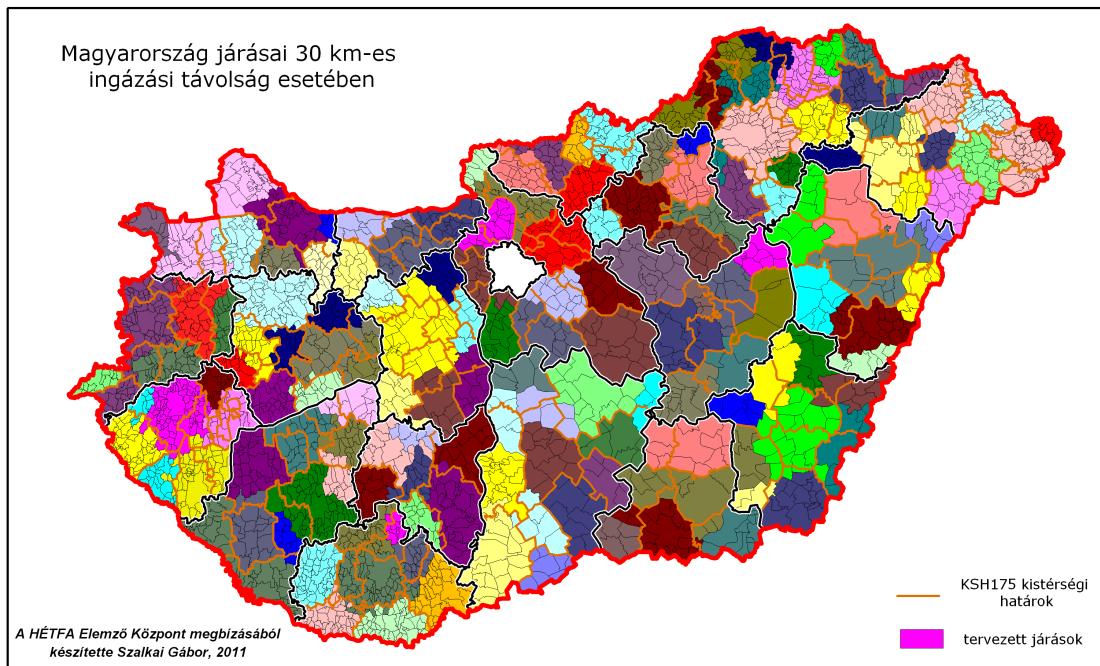 Magyarország járásai 30 km-es
ingázási távolság esetében
KSH175 kistérségi
határok
tervezett járások
A HÉTFA Elemző Központ megbízásából
készítette Szalkai Gábor, 2011